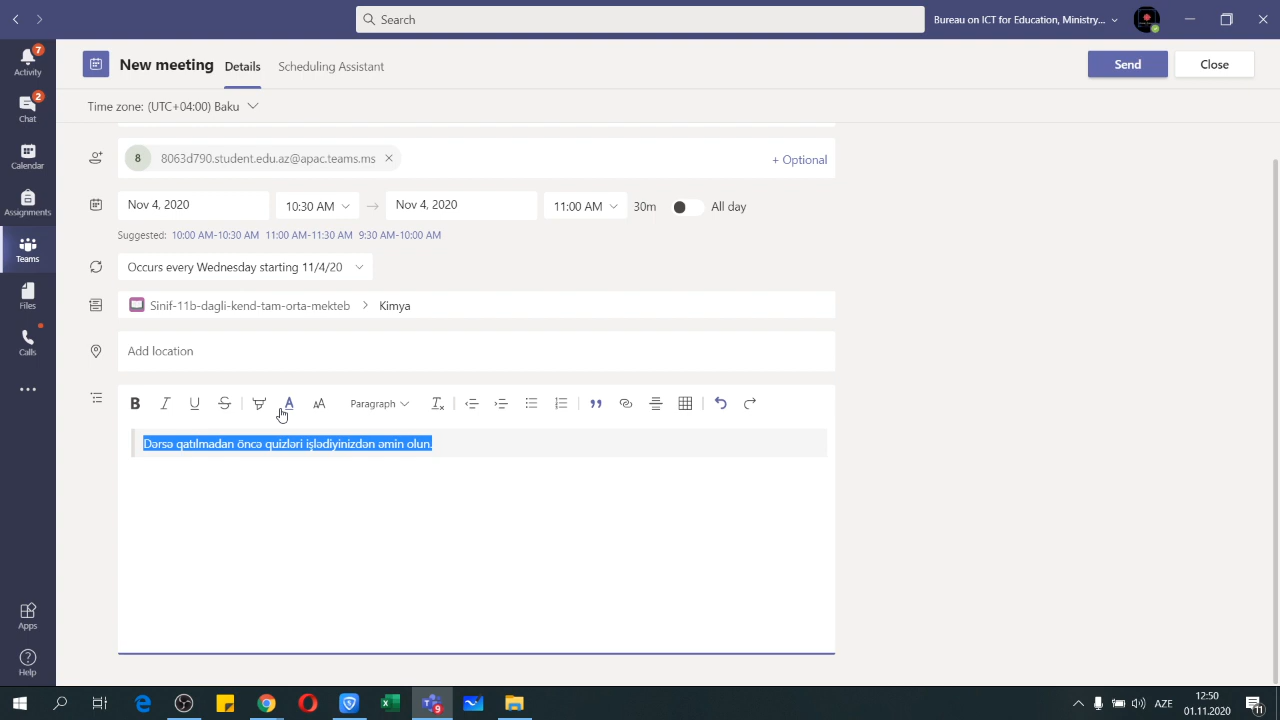 Search
Bureau on ICT for Education, Ministry...
7
Activity
2
Chat
Calendar
Assignments
Teams
Files
Calls
Apps
Help
New meeting
Details
Scheduling Assistant
Send
Close
Time zone: (UTC+04:00) Baku
8
8063d790.student.edu.az@apac.teams.ms
+ Optional
Nov 4, 2020
10:30 AM
Nov 4, 2020
11:00 AM
30m
All day
Suggested: 10:00 AM-10:30 AM 11:00 AM-11:30 AM 9:30 AM-10:00 AM
Occurs every Wednesday starting 11/4/20
Sinif-11b-dagli-kend-tam-orta-mekteb > Kimya
Add location
B I U S A AA Paragraph Tx
Dərsə qatılmadan öncə quizləri işlədiyinizdən əmin olun.
9
AZE
12:50
01.11.2020
11